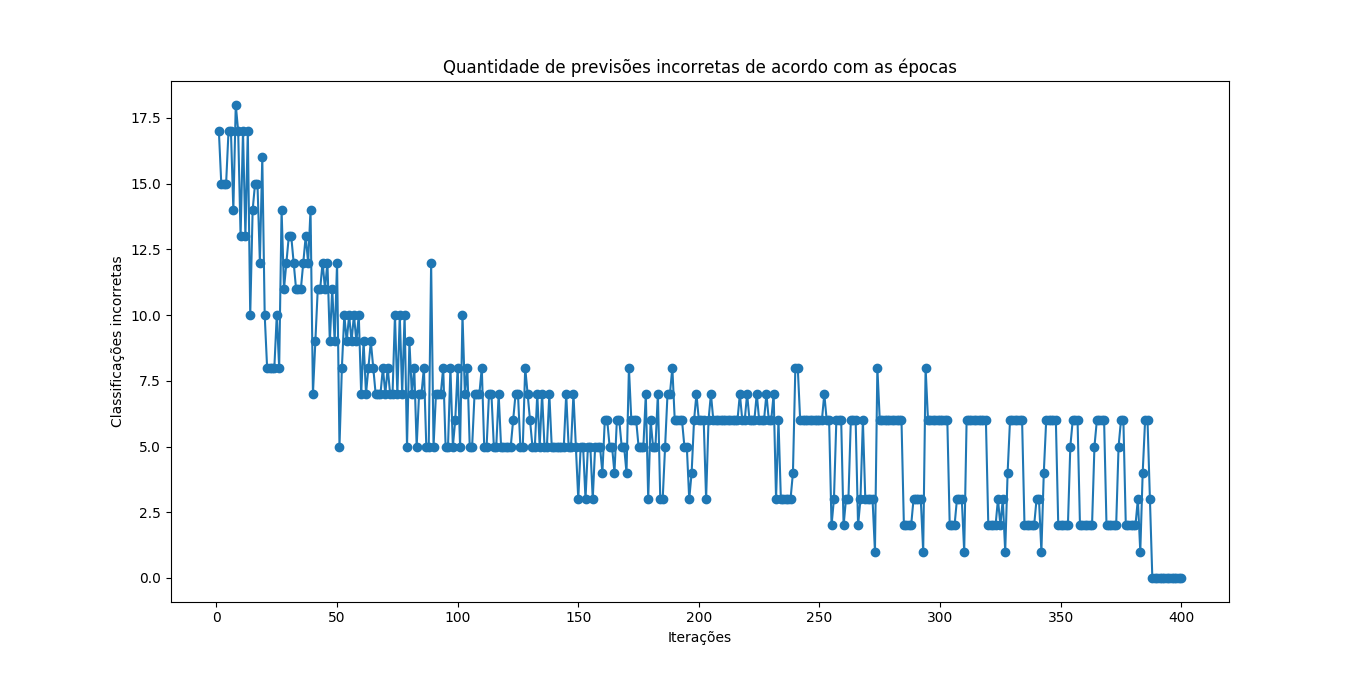 Quantidade de previsões incorretas de acordo com as épocas
17.5
15.0
12.5
10.0
7.5
5.0
2.5
0.0
Classificações incorretas
0 50 100 150 200 250 300 350 400
Iterações